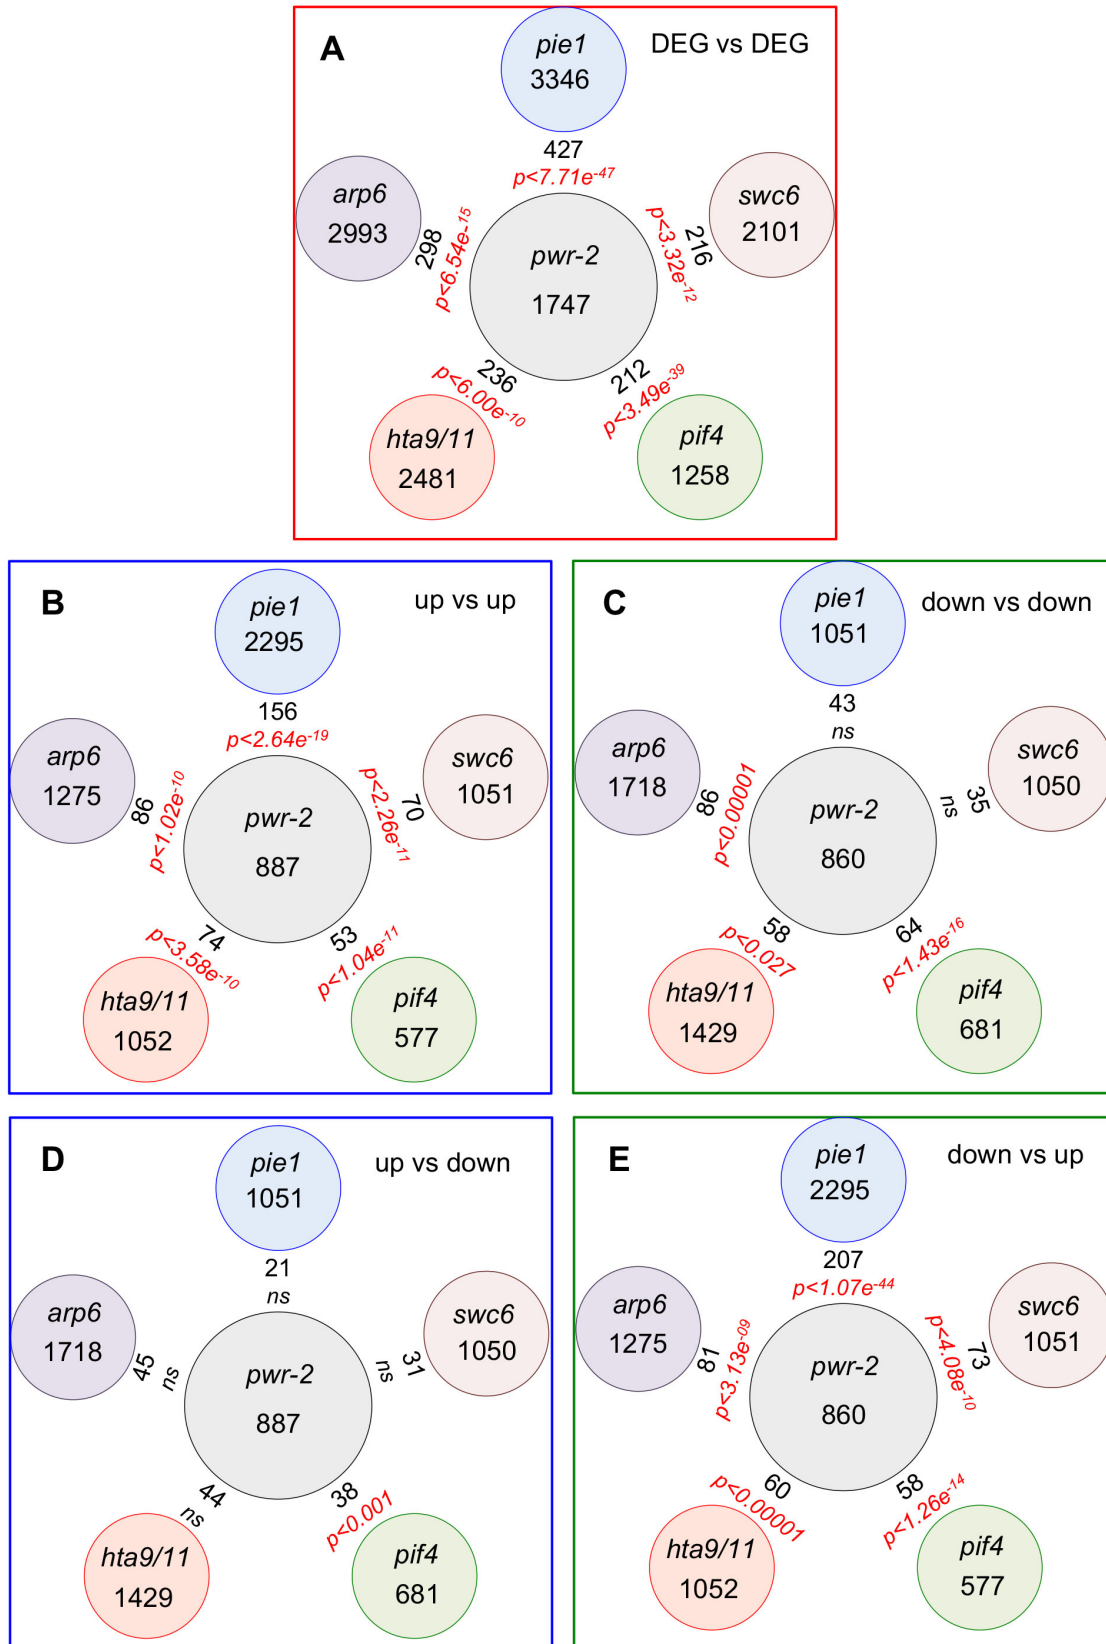 A
DEG vs DEG
pie1
3346
427
p<7.71e-47
arp6
2993
298
p<6.54e-15
swc6
2101
216
p<3.32e-12
pwr-2
1747
236
p<6.00e-10
212
p<3.49e-39
hta9/11
2481
pif4
1258
B
up vs up
pie1
2295
156
p<2.64e-19
arp6
1275
86
p<1.02e-10
swc6
1051
70
p<2.26e-11
pwr-2
887
74
p<3.58e-10
53
p<1.04e-11
hta9/11
1052
pif4
577
C
down vs down
pie1
1051
43
ns
arp6
1718
86
p<0.00001
swc6
1050
35
ns
pwr-2
860
58
p<0.027
64
p<1.43e-16
hta9/11
1429
pif4
681
D
up vs down
pie1
1051
21
ns
arp6
1718
45
ns
swc6
1050
31
ns
pwr-2
887
44
ns
38
p<0.001
hta9/11
1429
pif4
681
E
down vs up
pie1
2295
207
p<1.07e-44
arp6
1275
81
p<3.13e-09
swc6
1051
73
p<4.08e-10
pwr-2
860
60
p<0.00001
58
p<1.26e-14
hta9/11
1052
pif4
577